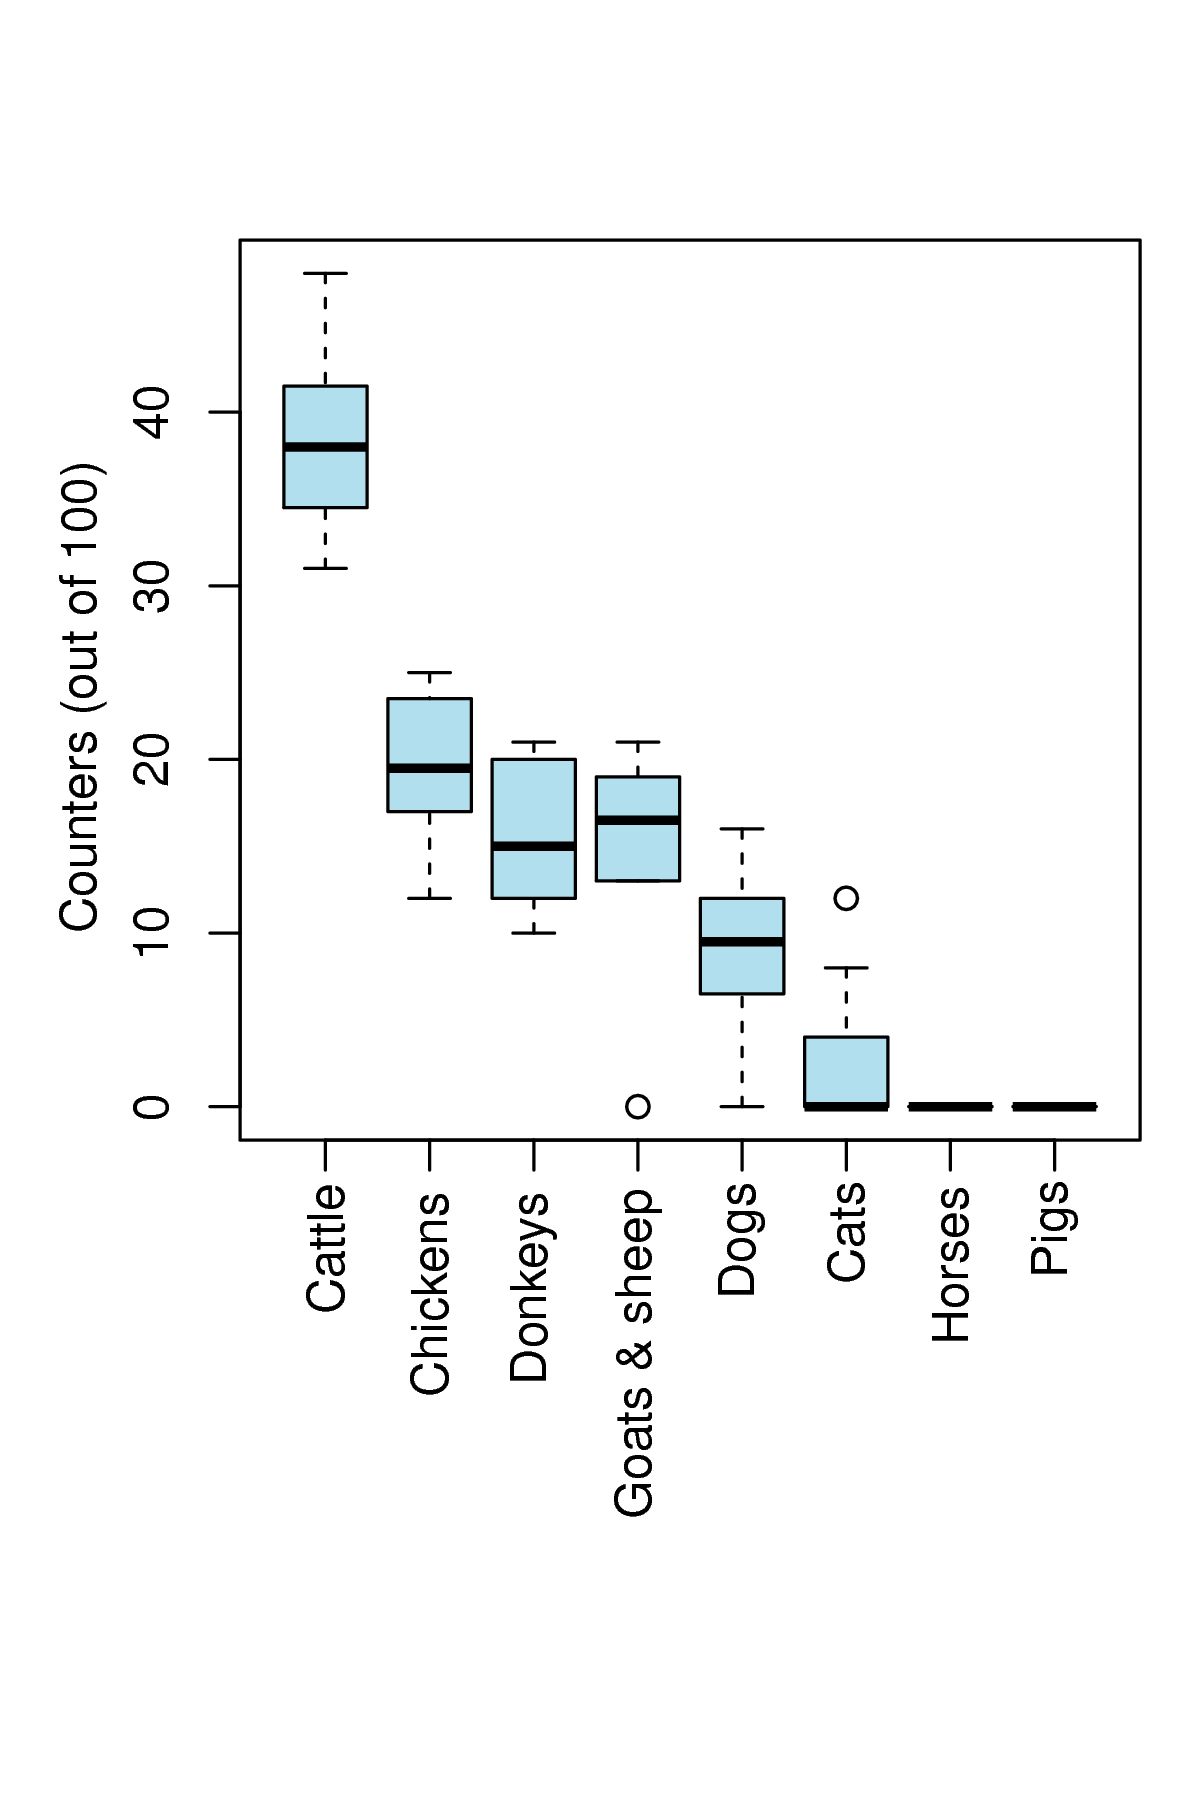 Counters (out of 100)
40
30
20
10
0
Cattle
Chickens
Donkeys
Goats & sheep
Dogs
Cats
Horses
Pigs